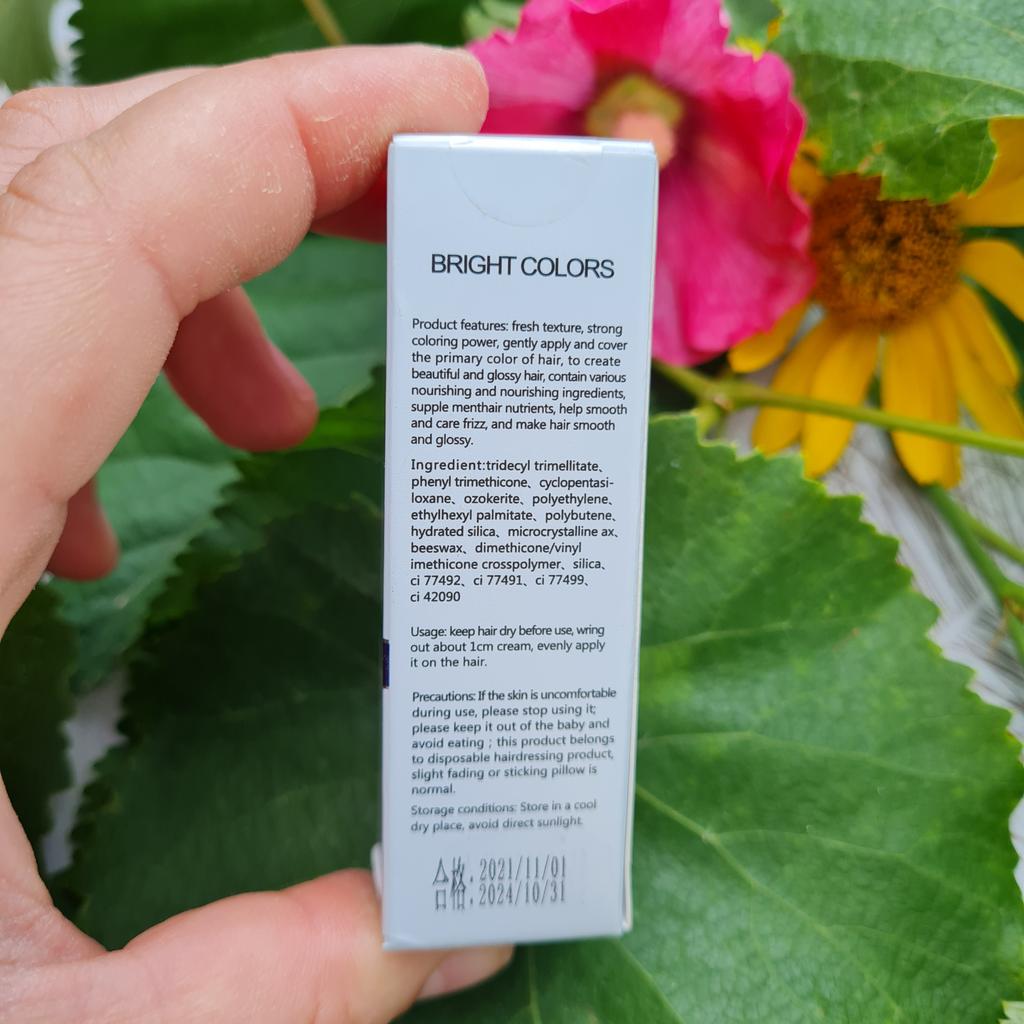 BRIGHT COLORS
Product features: fresh texture, strong
coloring power, gently apply and cover
the primary color of hair, to create
beautiful and glossy hair, contain various
nourishing and nourishing ingredients,
supple menthair nutrients, help smooth
and care frizz, and make hair smooth
and glossy.
Ingredient:tridecyl trimellitate、
phenyl trimethicone、cyclopentasi-
loxane、ozokerite、polyethylene、
ethylhexyl palmitate、polybutene、
hydrated silica、microcrystalline ax、
beeswax、dimethicone/vinyl
imethicone crosspolymer、silica、
ci 77492、ci 77491、ci 77499、
ci 42090
Usage: keep hair dry before use, wring
out about 1cm cream, evenly apply
it on the hair.
Precautions: If the skin is uncomfortable
during use, please stop using it;
please keep it out of the baby and
avoid eating ; this product belongs
to disposable hairdressing product,
slight fading or sticking pillow is
normal.
Storage conditions: Store in a cool
dry place, avoid direct sunlight.
2021/11/01
2024/10/31